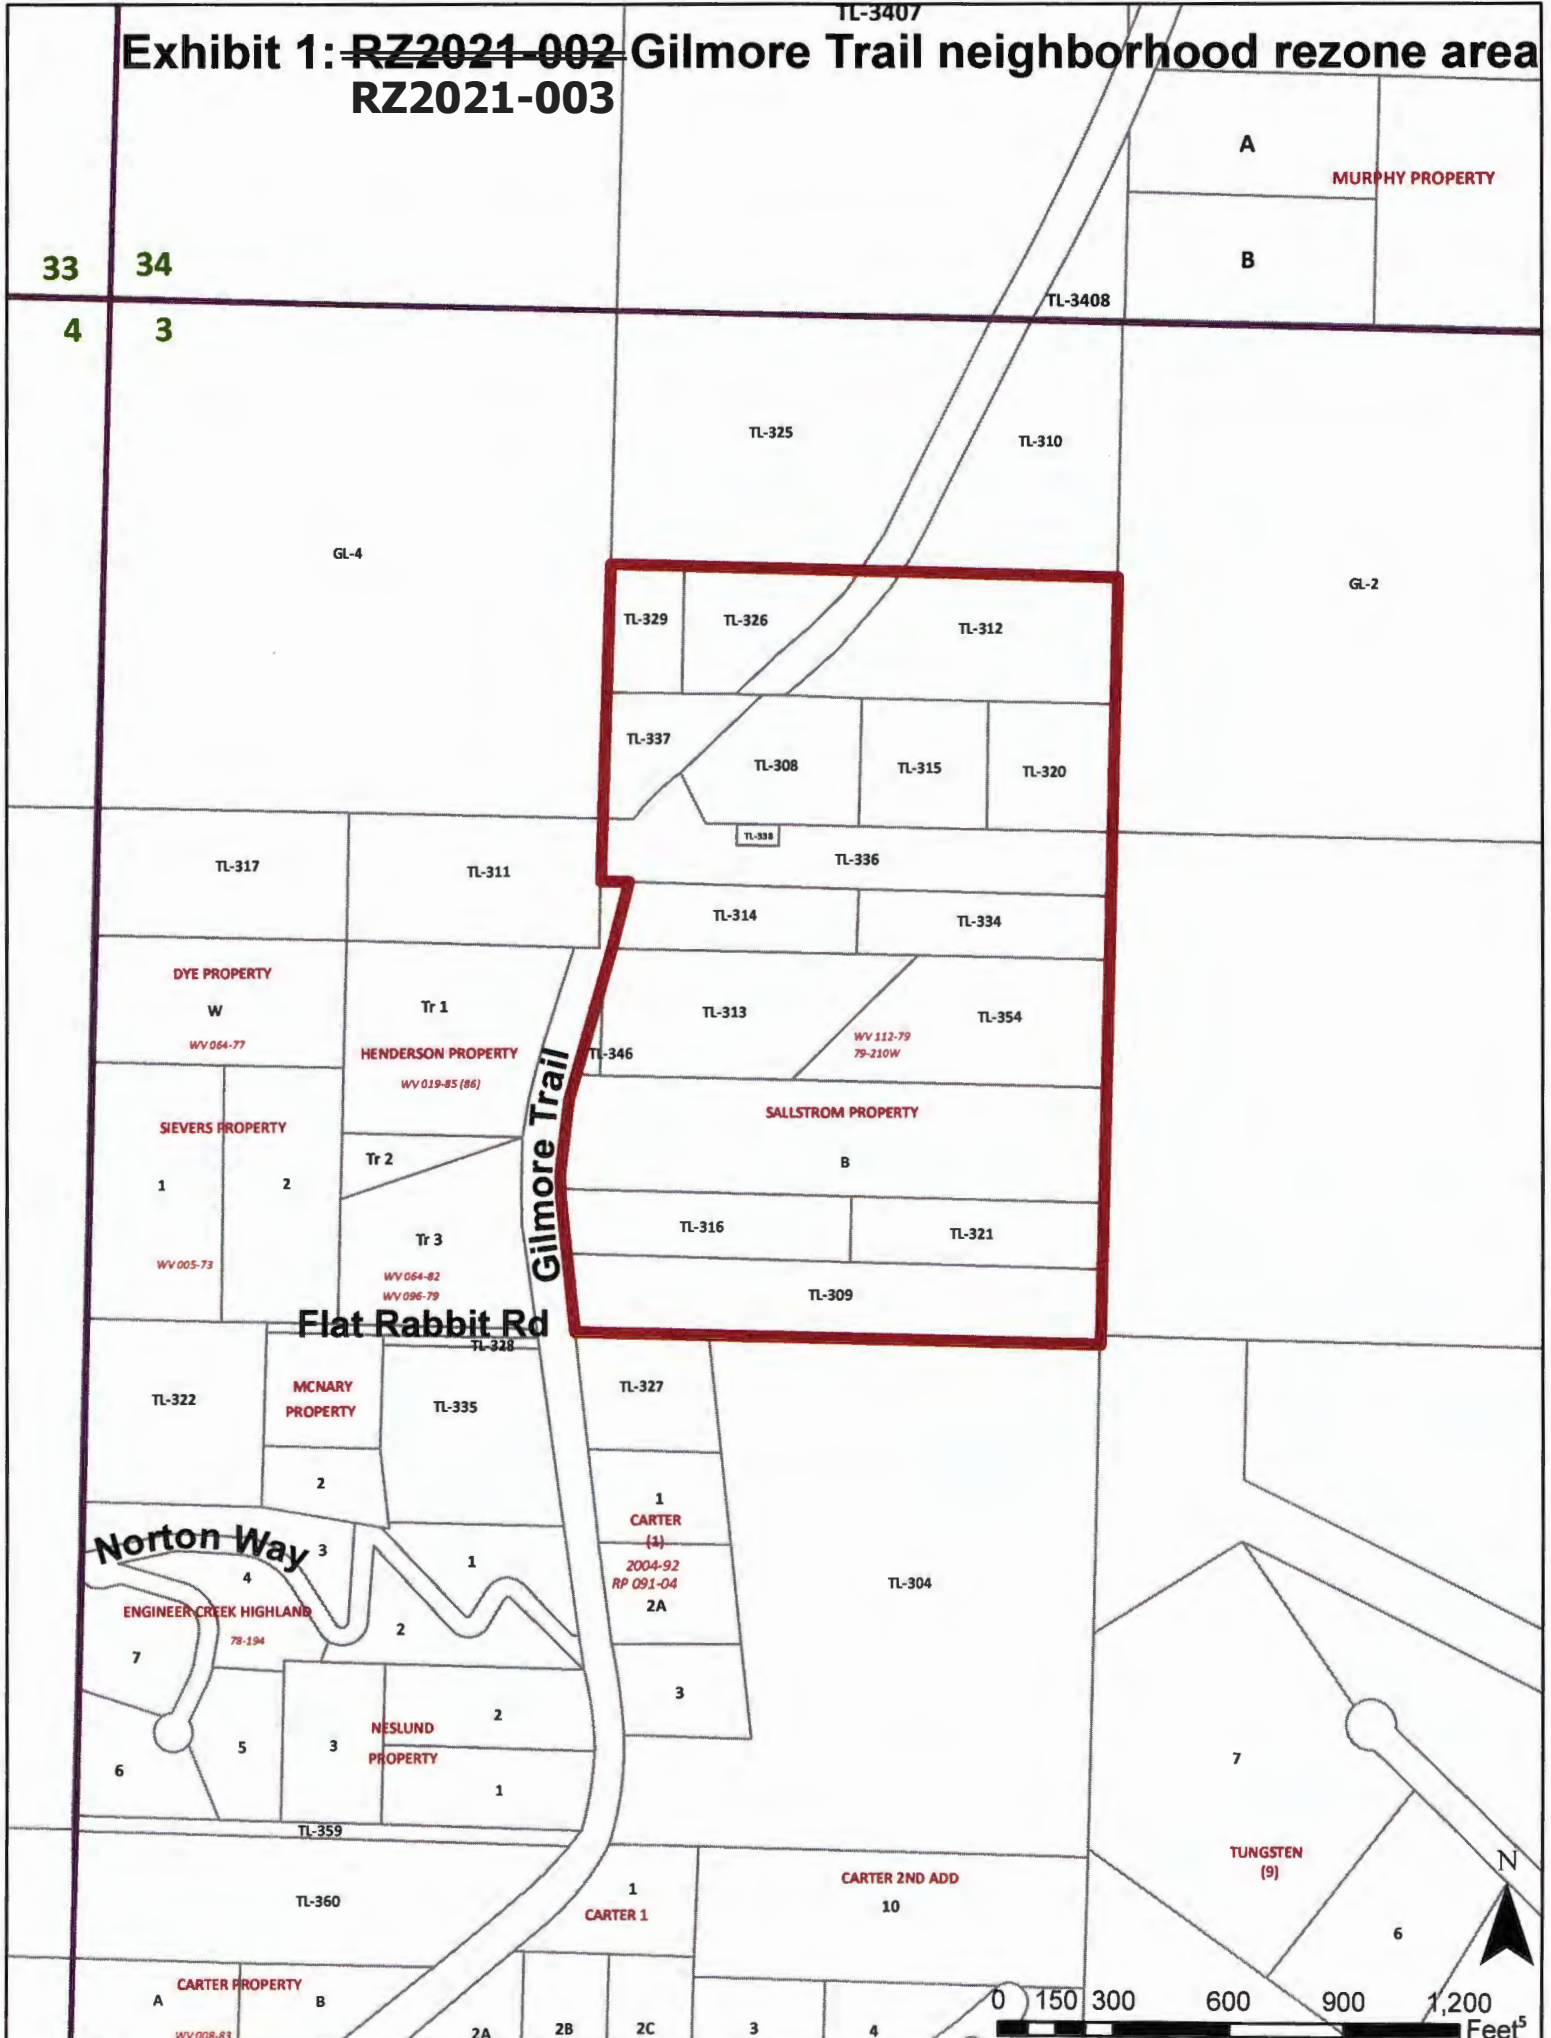 TL-3407
Exhibit 1: RZ2021-002 Gilmore Trail neighborhood rezone area
RZ2021-003
A
MURPHY PROPERTY
B
33 34
TL-3408
4 3
TL-325
TL-310
GL-4
GL-2
TL-329
TL-326
TL-312
TL-337
TL-308
TL-315
TL-320
TL-338
TL-336
TL-317
TL-311
TL-314
TL-334
DYE PROPERTY
W
WV 064-77
Tr 1
HENDERSON PROPERTY
WV 019-85 (86)
TL-313
TL-354
WV 112-79
79-210W
TL-346
Gilmore Trail
SALLSTROM PROPERTY
B
SIEVERS PROPERTY
1
2
WV 005-73
Tr 2
Tr 3
WV 064-82
WV 096-79
TL-316
TL-321
TL-309
Flat Rabbit Rd
TL-328
TL-322
MCNARY
PROPERTY
TL-335
2
TL-327
1
CARTER
(1)
2004-92
RP 091-04
2A
3
TL-304
Norton Way
3
4
1
2
ENGINEER CREEK HIGHLAND
78-194
7
6
5
3
NESLUND
PROPERTY
2
1
7
TUNGSTEN
(9)
6
TL-359
TL-360
1
CARTER 1
CARTER 2ND ADD
10
N
CARTER PROPERTY
A
B
WV 008-83
2A
2B
2C
3
4
0 150 300 600 900 1,200
Feet
5